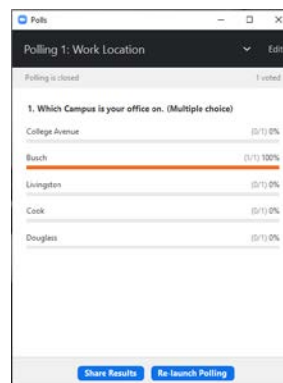 Polls
Polling 1: Work Location
Edit
Polling is closed
1 voted
1. Which Campus is your office on. (Multiple choice)
College Avenue
(0/1) 0%
Busch
(1/1) 100%
Livingston
(0/1) 0%
Cook
(0/1) 0%
Douglass
(0/1) 0%
Share Results
Re-launch Polling